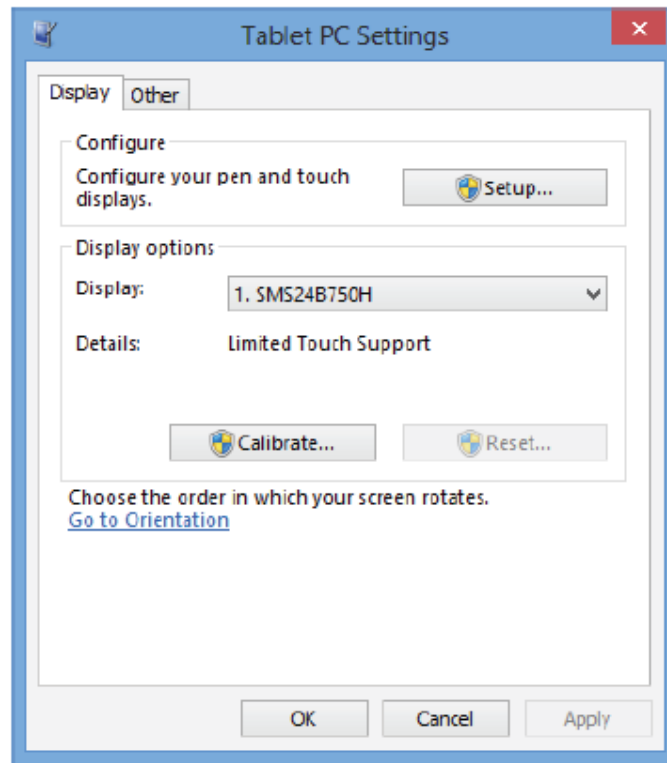 Tablet PC Settings
Display
Other
Configure
Configure your pen and touch
displays.
Setup...
Display options
Display:
1. SMS24B750H
Details:
Limited Touch Support
Calibrate...
Reset...
Choose the order in which your screen rotates.
Go to Orientation
OK
Cancel
Apply